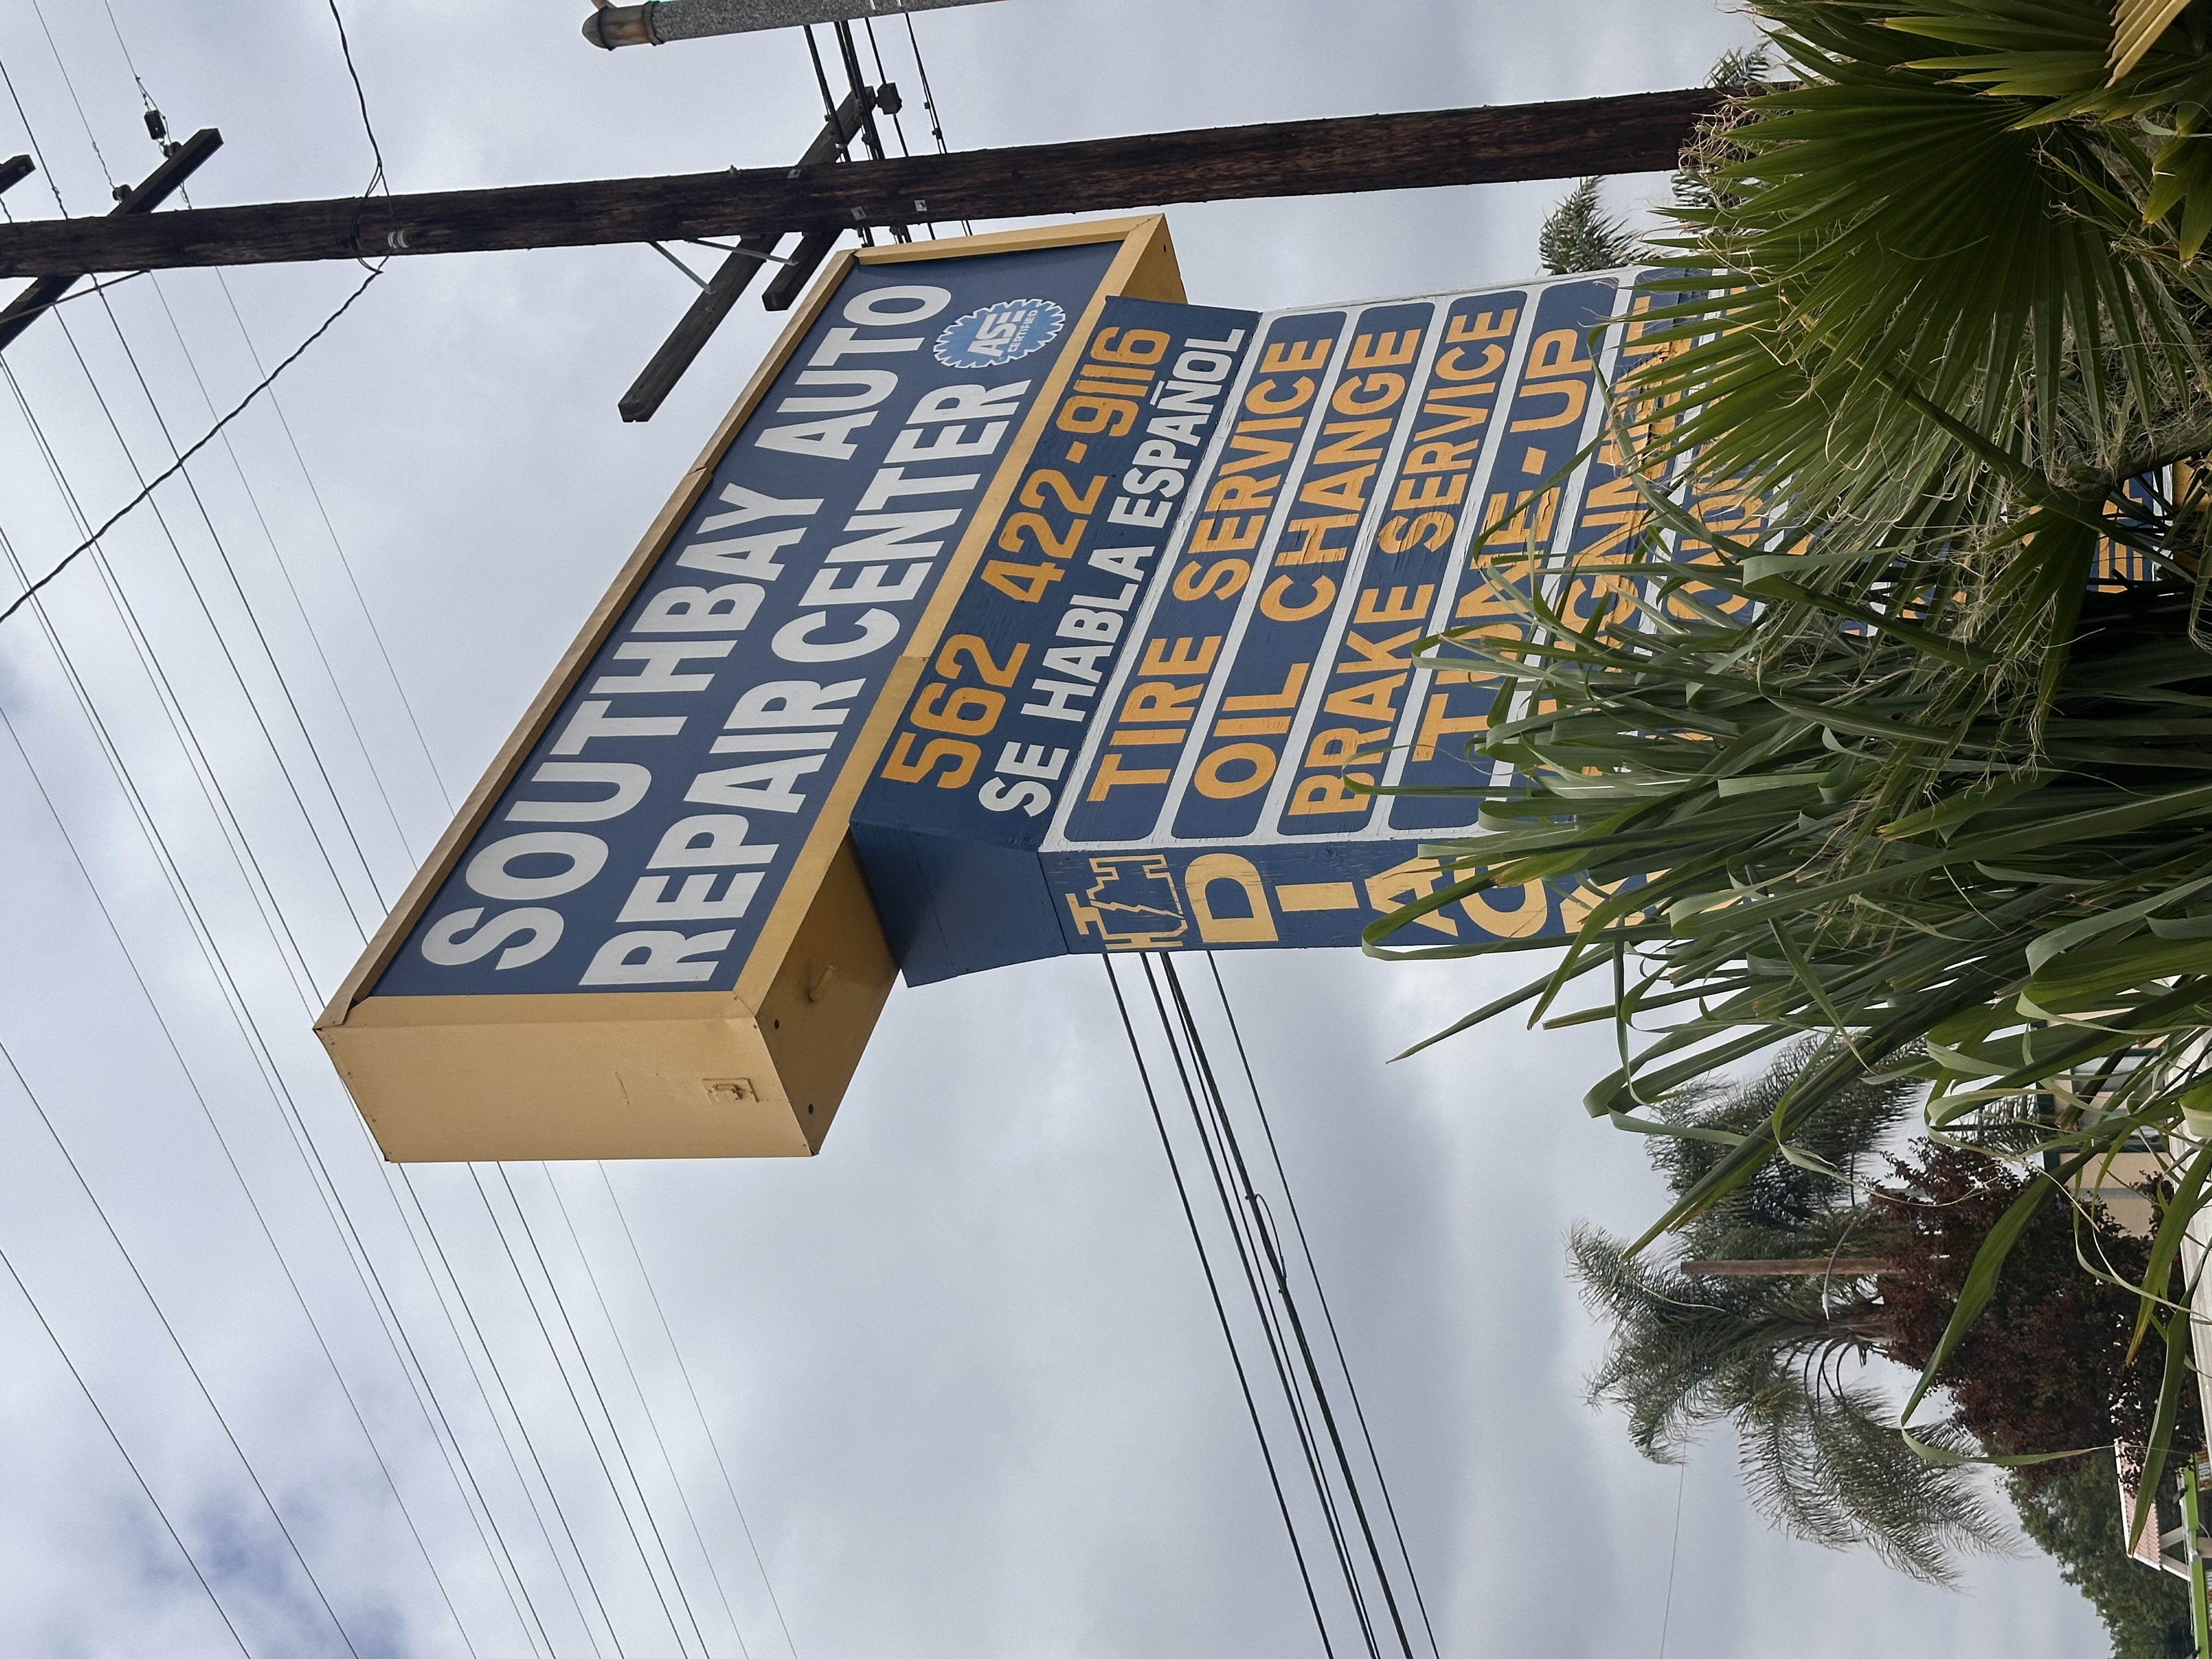 SOUTHBAY AUTO
REPAIR CENTER
ASE
CERTIFIED
562 422-9116
SE HABLA ESPAÑOL
TIRE SERVICE
OIL CHANGE
BRAKE SERVICE
TUNE-UP